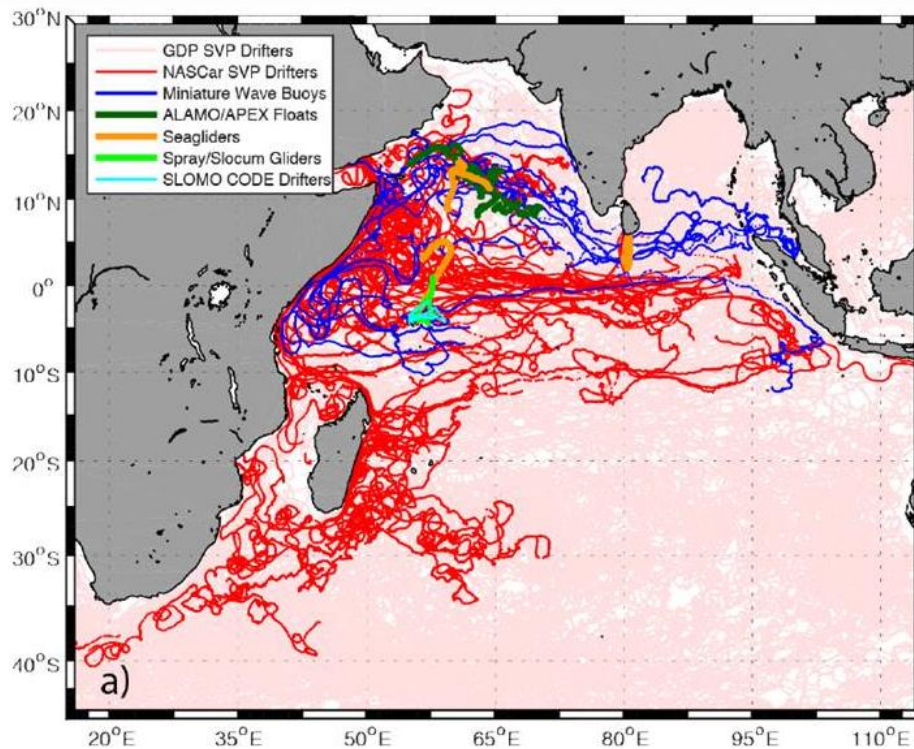 30°N
20°N
10°N
0°
10°S
20°S
30°S
40°S
GDP SVP Drifters
NASCar SVP Drifters
Miniature Wave Buoys
ALAMO/APEX Floats
Seagliders
Spray/Slocum Gliders
SLOMO CODE Drifters
a)
20°E 35°E 50°E 65°E 80°E 95°E 110°E